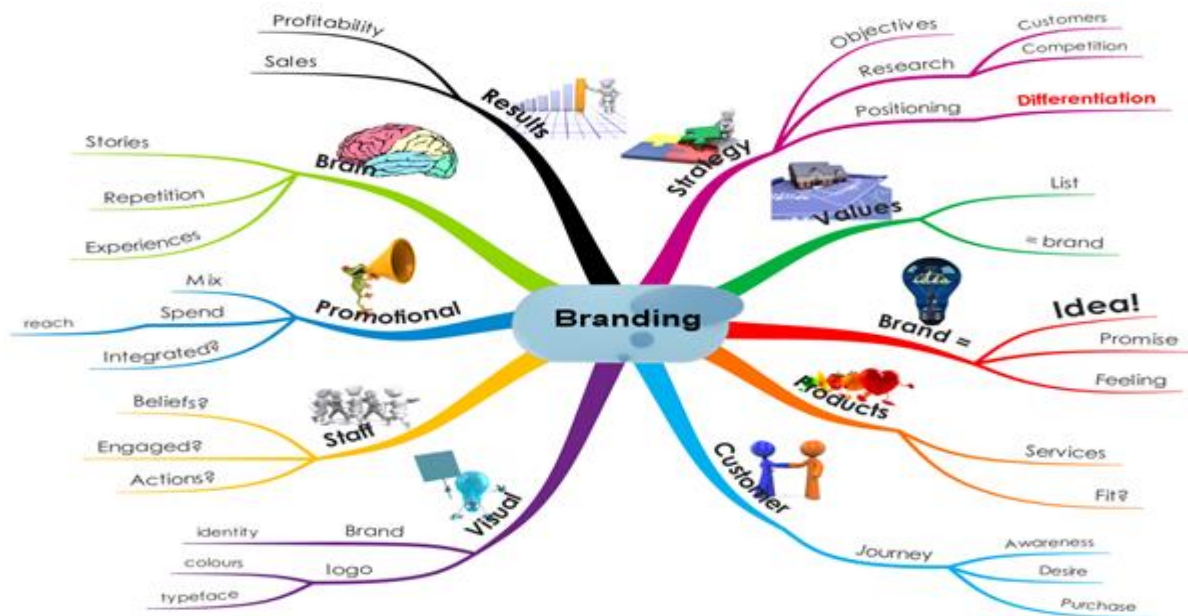 Branding
Strategy
Objectives
Research
Customers
Competition
Positioning
Differentiation
Values
List
= brand
Brand =
Idea!
Promise
Feeling
Products
Services
Fit?
Customer
Journey
Awareness
Desire
Purchase
Visual
Brand
identity
logo
colours
typeface
Staff
Beliefs?
Engaged?
Actions?
Promotional
Mix
Spend
reach
Integrated?
Brain
Stories
Repetition
Experiences
Results
Profitability
Sales